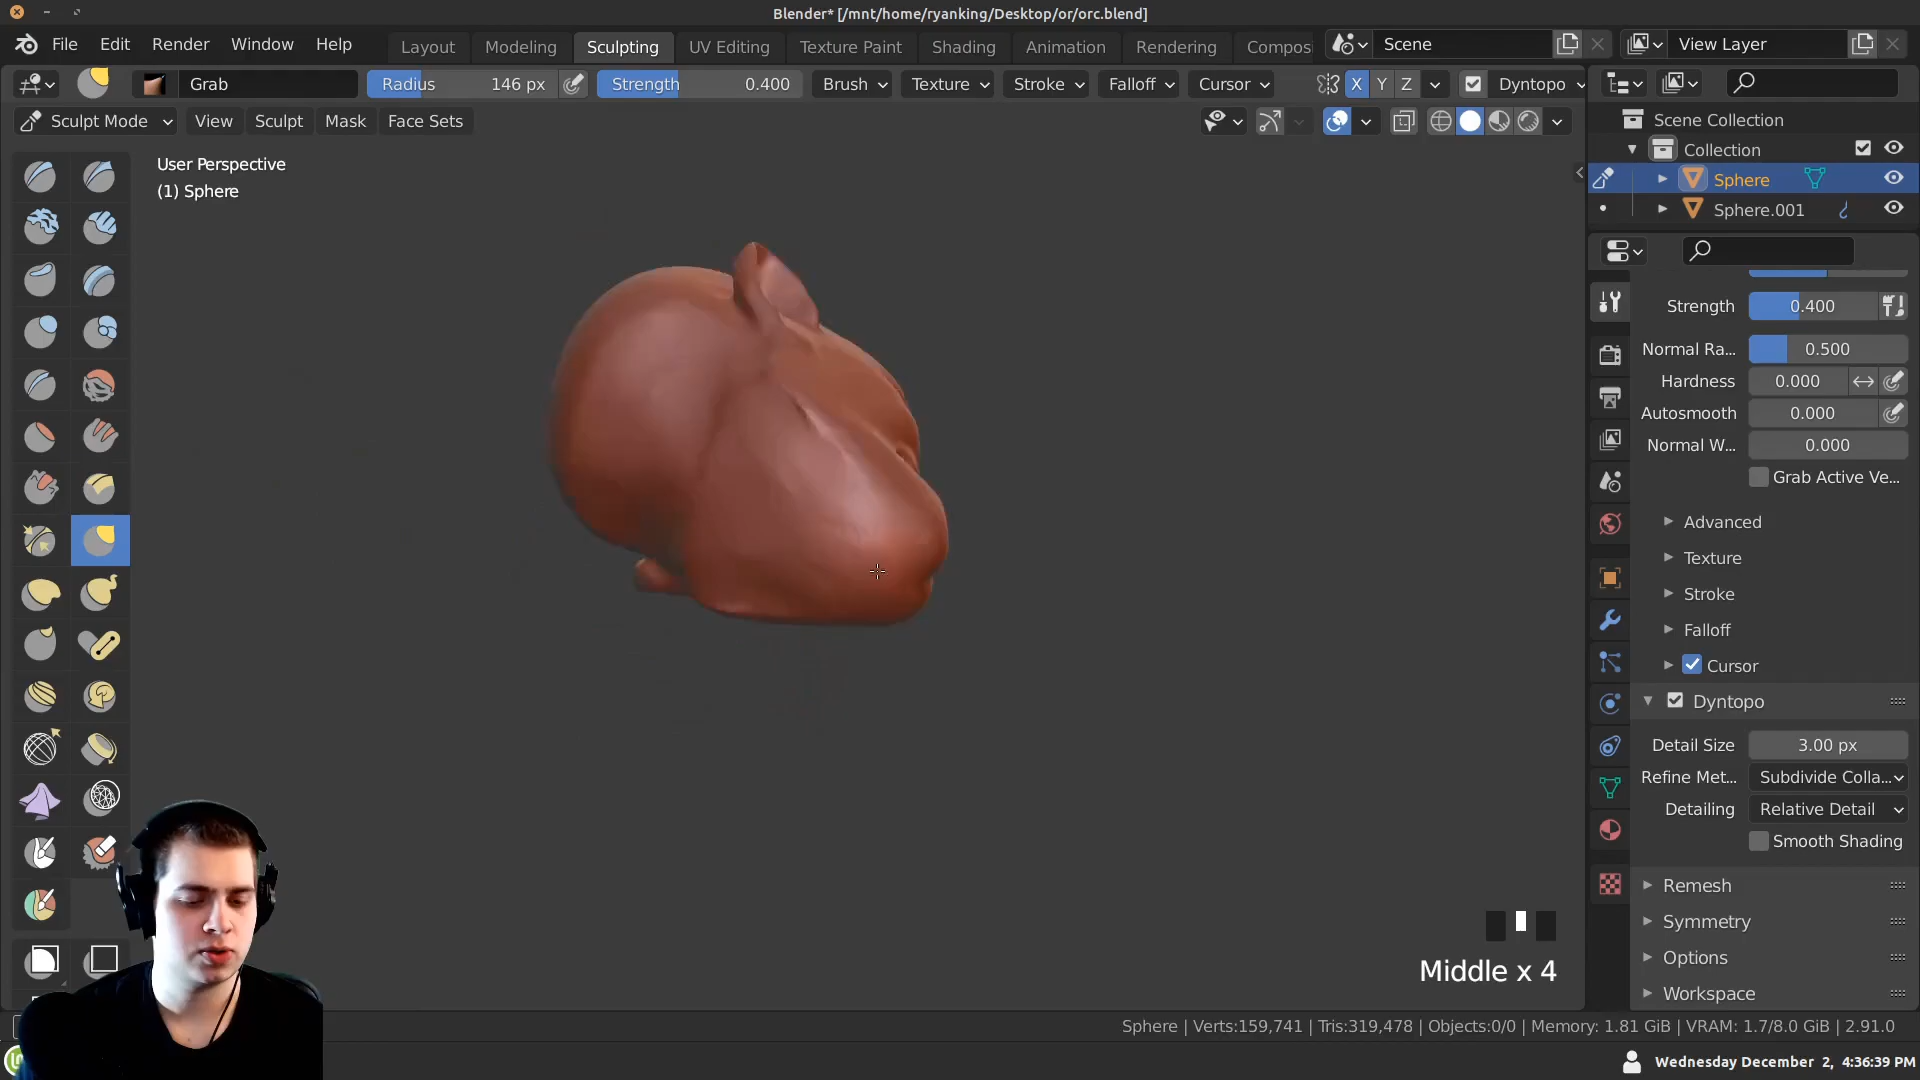 Blender* [/mnt/home/ryanking/Desktop/or/orc.blend]
File Edit Render Window Help Layout Modeling Sculpting UV Editing Texture Paint Shading Animation Rendering Compos Scene View Layer
Grab Radius 146 px Strength 0.400 Brush Texture Stroke Falloff Cursor X Y Z Dyntopo
Sculpt Mode View Sculpt Mask Face Sets
Scene Collection
Collection
Sphere
Sphere.001
User Perspective
(1) Sphere
Strength 0.400
Normal Ra... 0.500
Hardness 0.000
Autosmooth 0.000
Normal W... 0.000
Grab Active Ve...
Advanced
Texture
Stroke
Falloff
Cursor
Dyntopo
Detail Size 3.00 px
Refine Met... Subdivide Colla...
Detailing Relative Detail
Smooth Shading
Remesh
Symmetry
Options
Workspace
Middle x 4
Sphere | Verts:159,741 | Tris:319,478 | Objects:0/0 | Memory: 1.81 GiB | VRAM: 1.7/8.0 GiB | 2.91.0
Wednesday December 2, 4:36:39 PM